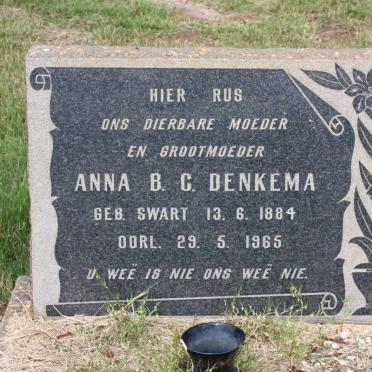 HIER RUS
ONS DIERBARE MOEDER
EN GROOTMOEDER
ANNA B. C. DENKEMA
GEB. SWART 13. 6. 1884
OORL. 29. 5. 1965
U WEË IS NIE ONS WEË NIE.